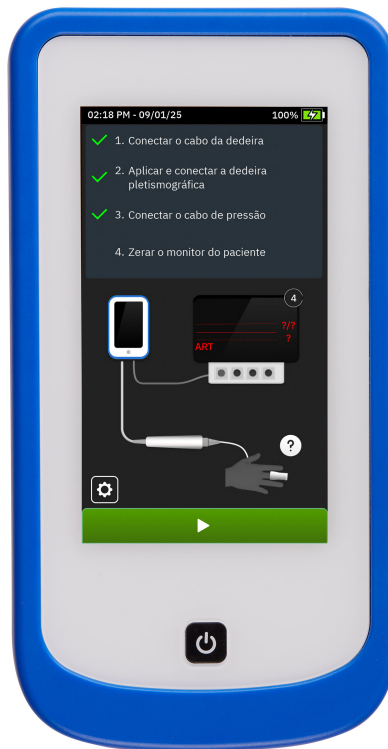 02:18 PM - 09/01/25 100%
1. Conectar o cabo da dedeira
2. Aplicar e conectar a dedeira
pletismográfica
3. Conectar o cabo de pressão
4. Zerar o monitor do paciente
4
?/?
?
ART
?